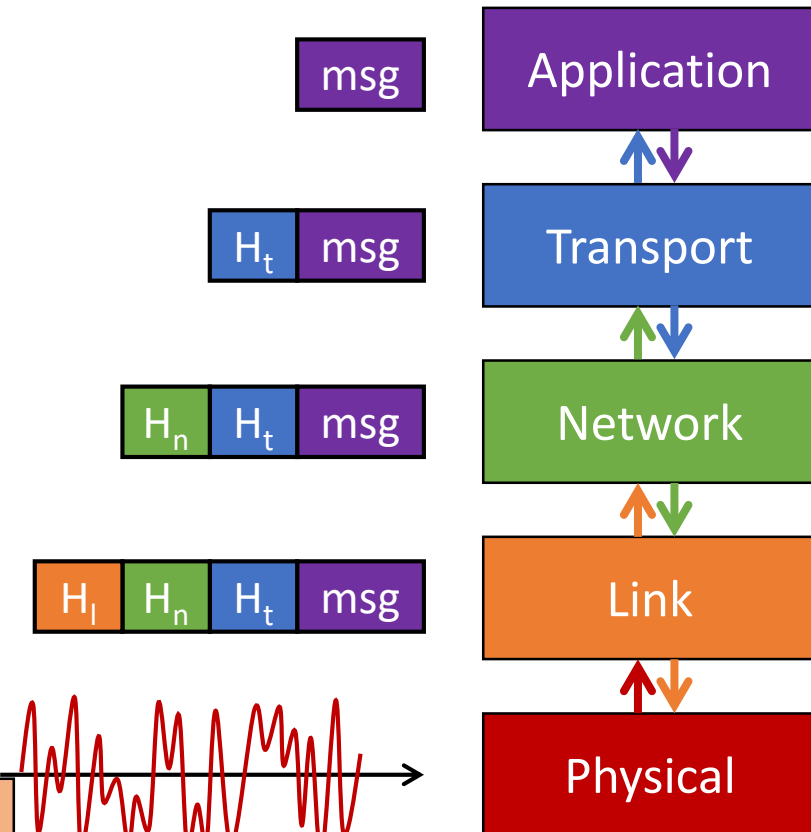 msg Application
H_t msg Transport
H_n H_t msg Network
H_l H_n H_t msg Link
Physical